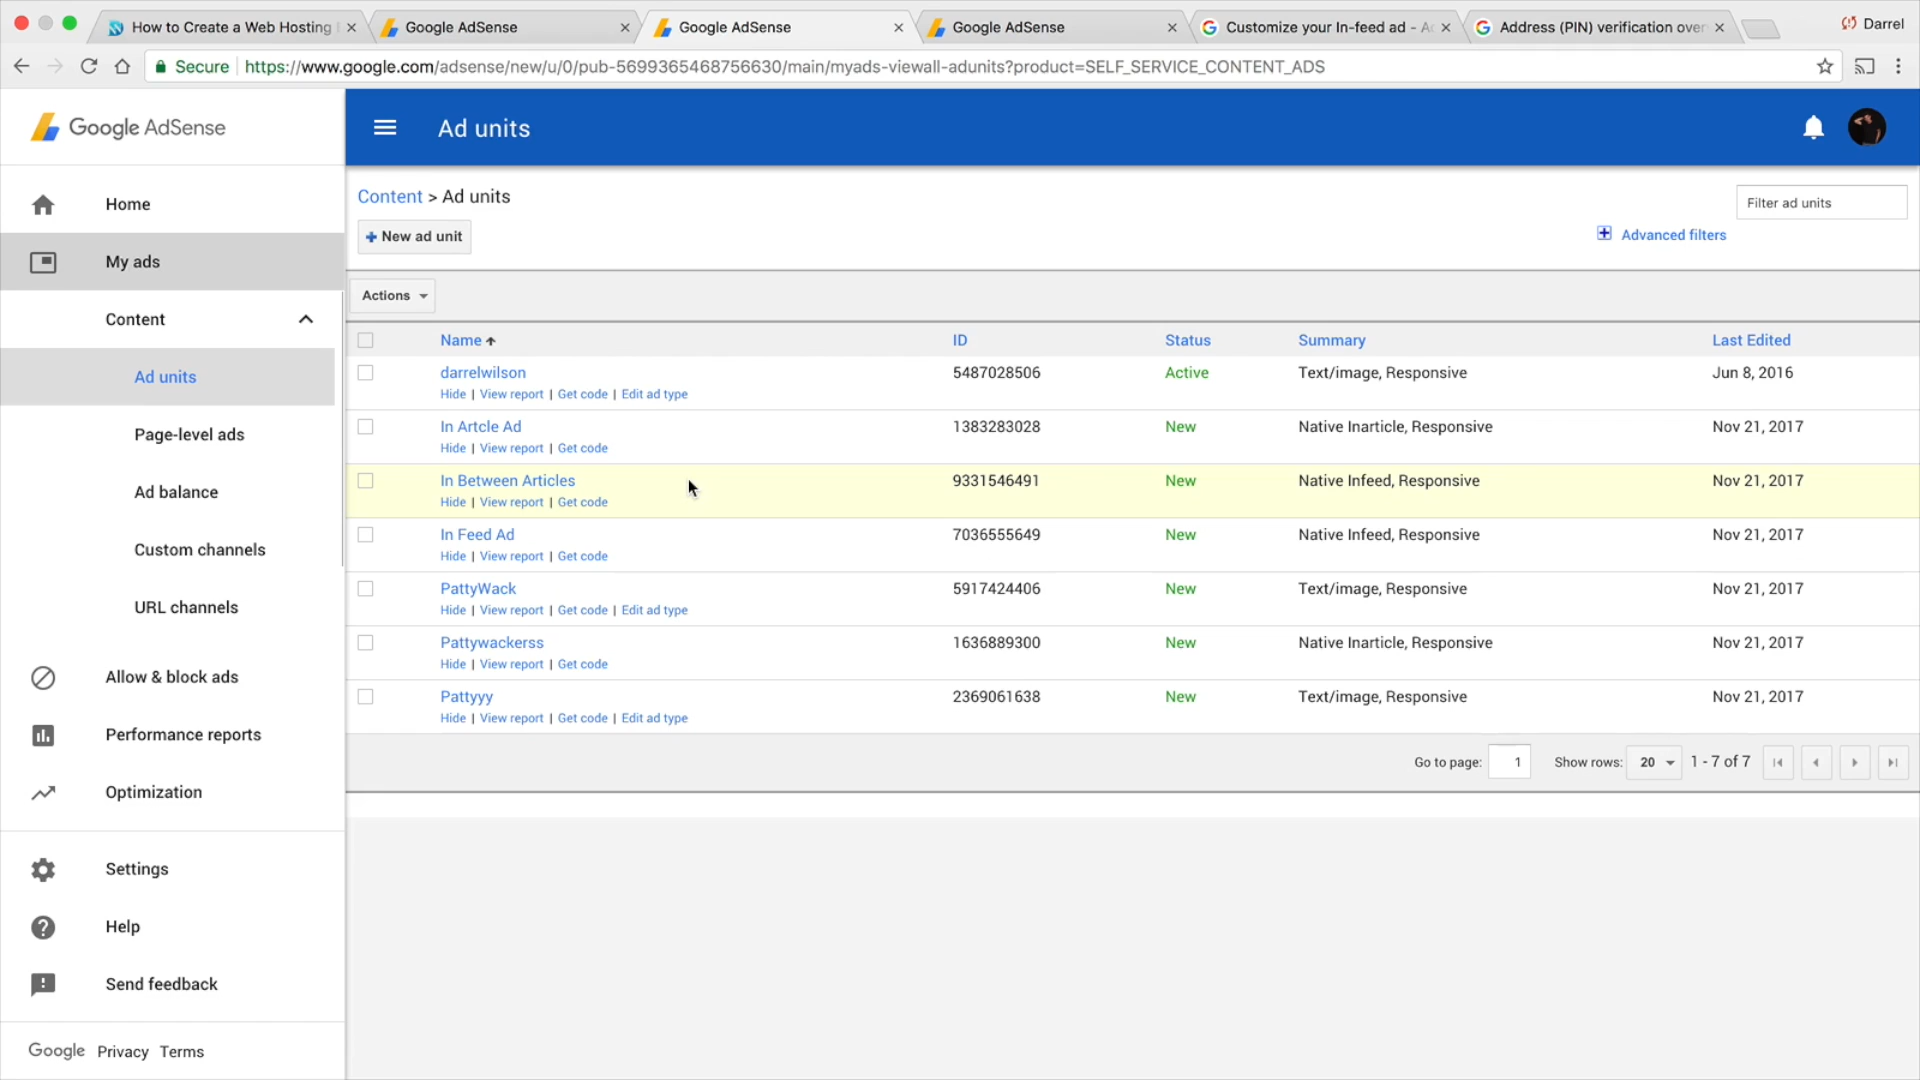 How to Create a Web Hosting
Google AdSense
Google AdSense
Google AdSense
Customize your In-feed ad - A
Address (PIN) verification over
Darrel
Secure https://www.google.com/adsense/new/u/0/pub-5699365468756630/main/myads-viewall-adunits?product=SELF_SERVICE_CONTENT_ADS
Google AdSense
Ad units
Home
My ads
Content
Ad units
Page-level ads
Ad balance
Custom channels
URL channels
Allow & block ads
Performance reports
Optimization
Settings
Help
Send feedback
Google Privacy Terms
Content > Ad units
Filter ad units
+ New ad unit
Advanced filters
Actions
Name ID Status Summary Last Edited
darrelwilson 5487028506 Active Text/image, Responsive Jun 8, 2016
Hide | View report | Get code | Edit ad type
In Artcle Ad 1383283028 New Native Inarticle, Responsive Nov 21, 2017
Hide | View report | Get code
In Between Articles 9331546491 New Native Infeed, Responsive Nov 21, 2017
Hide | View report | Get code
In Feed Ad 7036555649 New Native Infeed, Responsive Nov 21, 2017
Hide | View report | Get code
PattyWack 5917424406 New Text/image, Responsive Nov 21, 2017
Hide | View report | Get code | Edit ad type
Pattywackerss 1636889300 New Native Inarticle, Responsive Nov 21, 2017
Hide | View report | Get code
Pattyyy 2369061638 New Text/image, Responsive Nov 21, 2017
Hide | View report | Get code | Edit ad type
Go to page: 1 Show rows: 20 1 - 7 of 7